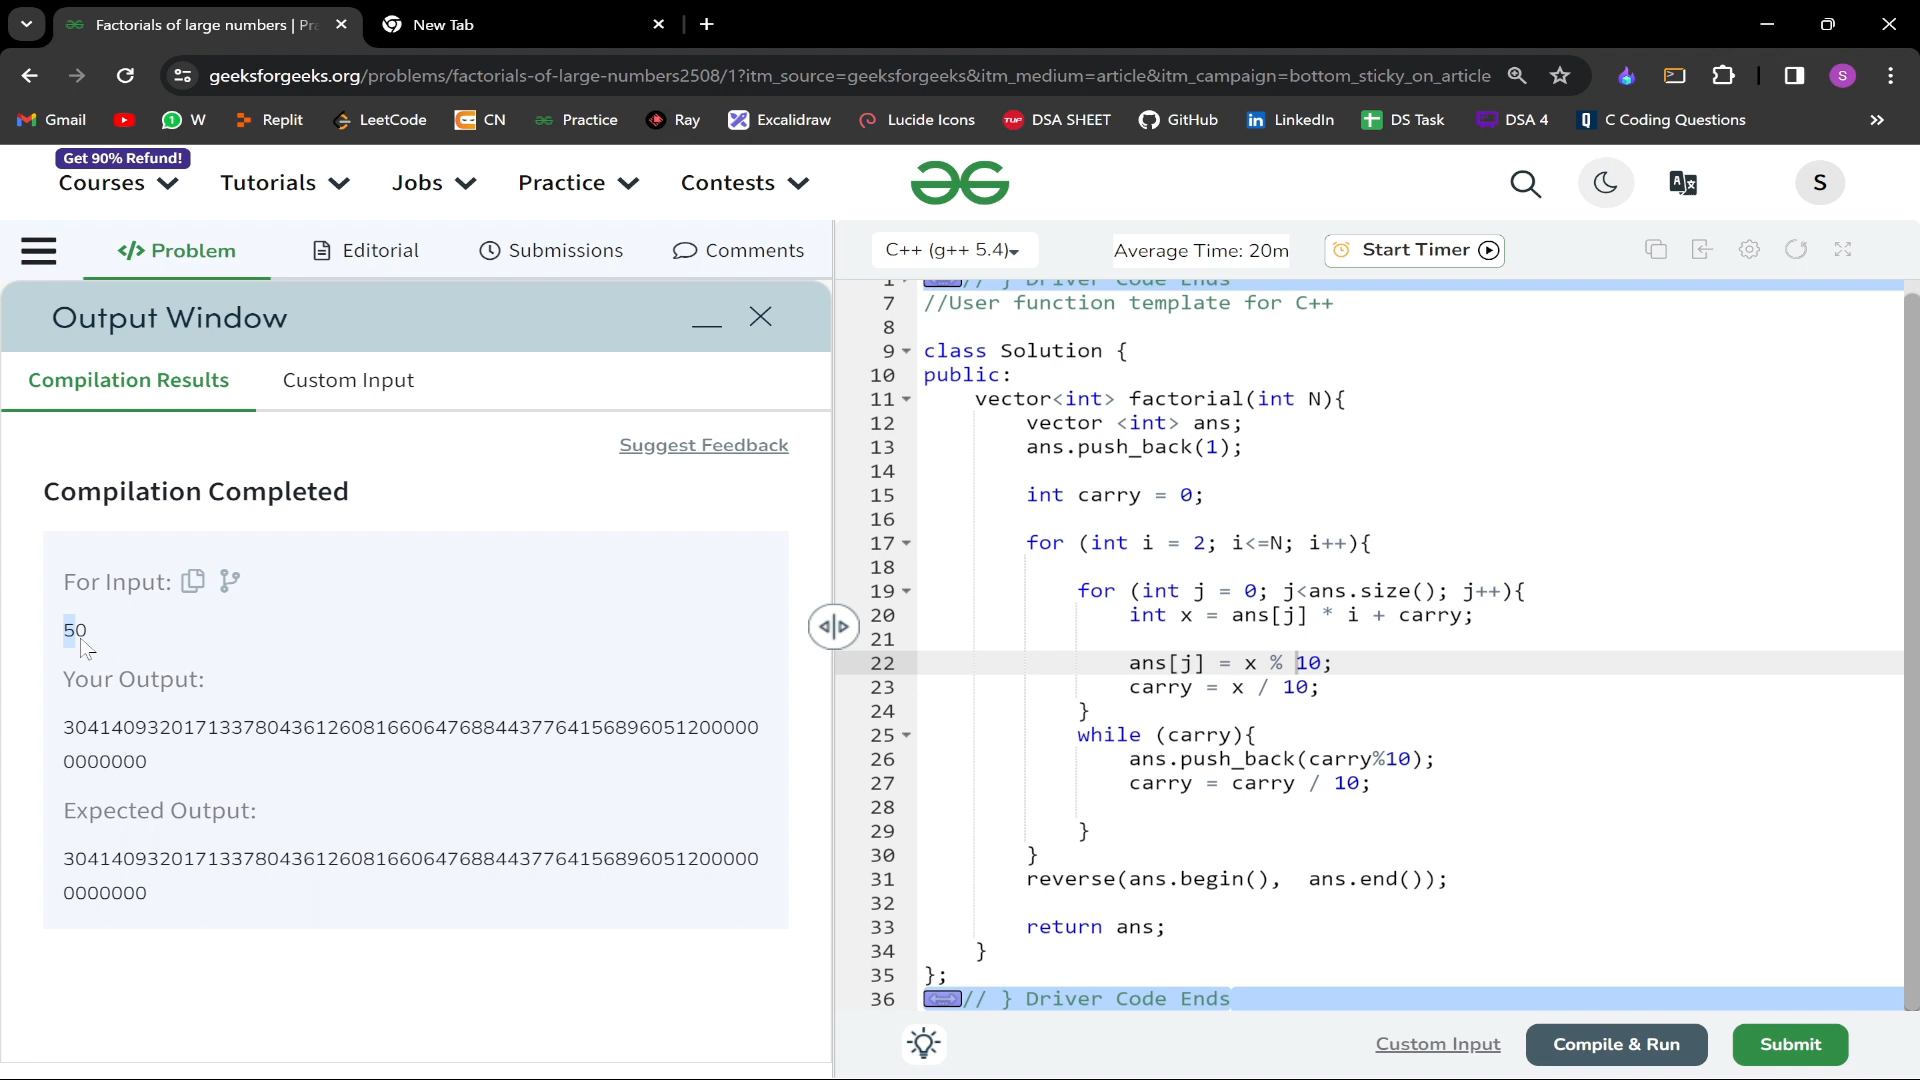 Factorials of large numbers | Pra
New Tab
geeksforgeeks.org/problems/factorials-of-large-numbers2508/1?itm_source=geeksforgeeks&itm_medium=article&itm_campaign=bottom_sticky_on_article
S
Gmail
W
Replit
LeetCode
CN
Practice
Ray
Excalidraw
Lucide Icons
DSA SHEET
GitHub
LinkedIn
DS Task
DSA 4
C Coding Questions
Get 90% Refund!
Courses
Tutorials
Jobs
Practice
Contests
S
Problem
Editorial
Submissions
Comments
C++ (g++ 5.4)
Average Time: 20m
Start Timer
Output Window
Compilation Results
Custom Input
Suggest Feedback
Compilation Completed
For Input:
50
Your Output:
3041409320171337804361260816606476884437764156896051200000
0000000
Expected Output:
3041409320171337804361260816606476884437764156896051200000
0000000
1 // } Driver Code Ends
7 //User function template for C++
8
9 class Solution {
10 public:
11 vector<int> factorial(int N){
12 vector <int> ans;
13 ans.push_back(1);
14
15 int carry = 0;
16
17 for (int i = 2; i<=N; i++){
18
19 for (int j = 0; j<ans.size(); j++){
20 int x = ans[j] * i + carry;
21
22 ans[j] = x % 10;
23 carry = x / 10;
24 }
25 while (carry){
26 ans.push_back(carry%10);
27 carry = carry / 10;
28
29 }
30 }
31 reverse(ans.begin(), ans.end());
32
33 return ans;
34 }
35 };
36 // } Driver Code Ends
Custom Input
Compile & Run
Submit